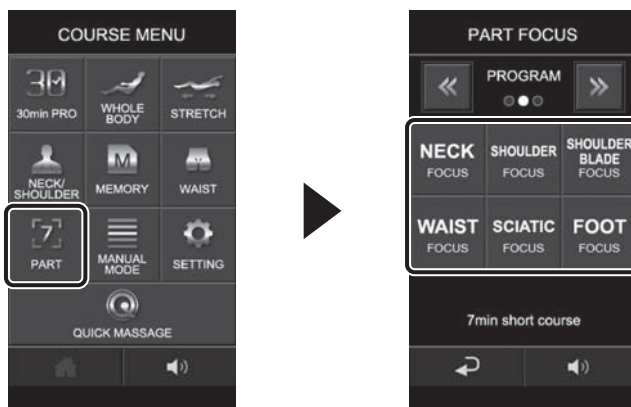 COURSE MENU
30 
30min PRO
WHOLE
BODY
STRETCH
NECK/
SHOULDER
M
MEMORY
WAIST
7
PART
MANUAL
MODE
SETTING
QUICK MASSAGE
PART FOCUS
PROGRAM
NECK
FOCUS
SHOULDER
FOCUS
SHOULDER
BLADE
FOCUS
WAIST
FOCUS
SCIATIC
FOCUS
FOOT
FOCUS
7min short course